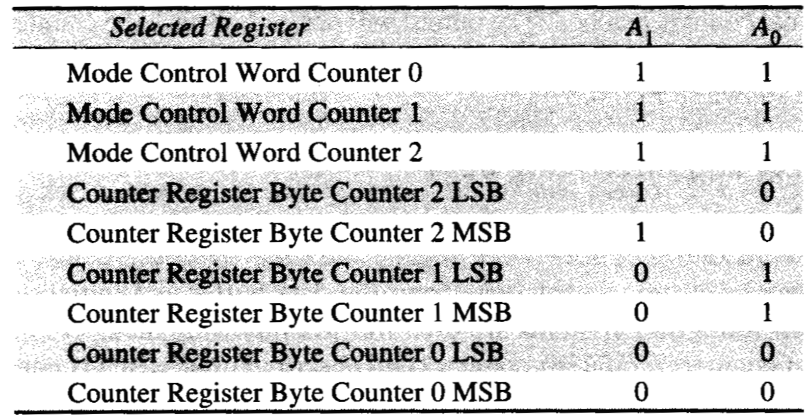 Selected Register A1 A0
Mode Control Word Counter 0 1 1
Mode Control Word Counter 1 1 1
Mode Control Word Counter 2 1 1
Counter Register Byte Counter 2 LSB 1 0
Counter Register Byte Counter 2 MSB 1 0
Counter Register Byte Counter 1 LSB 0 1
Counter Register Byte Counter 1 MSB 0 1
Counter Register Byte Counter 0 LSB 0 0
Counter Register Byte Counter 0 MSB 0 0